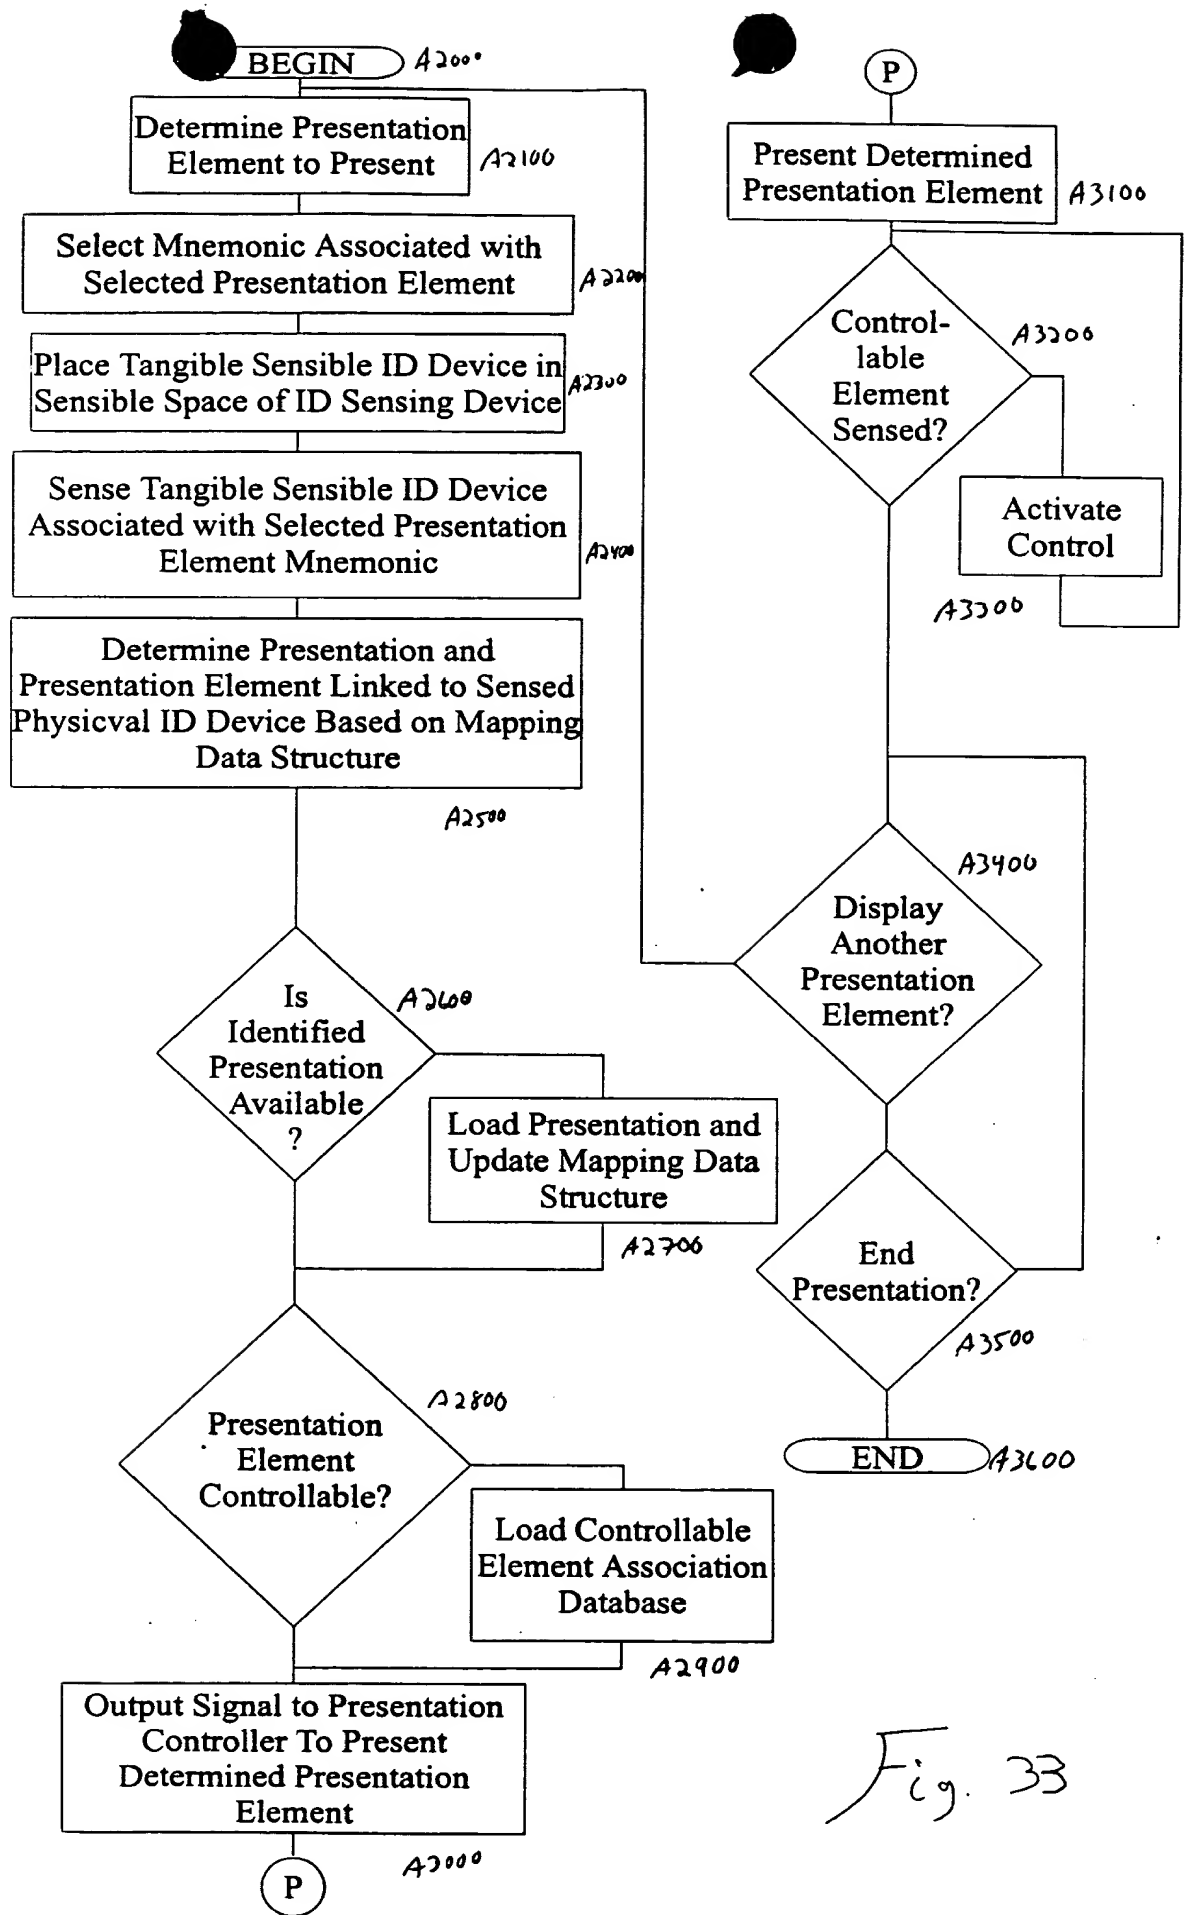 BEGIN A2000
Determine Presentation
Element to Present
A2100
Select Mnemonic Associated with
Selected Presentation Element
A2200
Place Tangible Sensible ID Device in
Sensible Space of ID Sensing Device
A2300
Sense Tangible Sensible ID Device
Associated with Selected Presentation
Element Mnemonic
A2400
Determine Presentation and
Presentation Element Linked to Sensed
Physicval ID Device Based on Mapping
Data Structure
A2500
Is
Identified
Presentation
Available
?
A2600
Load Presentation and
Update Mapping Data
Structure
A2700
Presentation
Element
Controllable?
A2800
Load Controllable
Element Association
Database
A2900
Output Signal to Presentation
Controller To Present
Determined Presentation
Element
A3000
P
P
Present Determined
Presentation Element
A3100
Control-
lable
Element
Sensed?
A3200
Activate
Control
A3300
Display
Another
Presentation
Element?
A3400
End
Presentation?
A3500
END A3600
Fig. 33